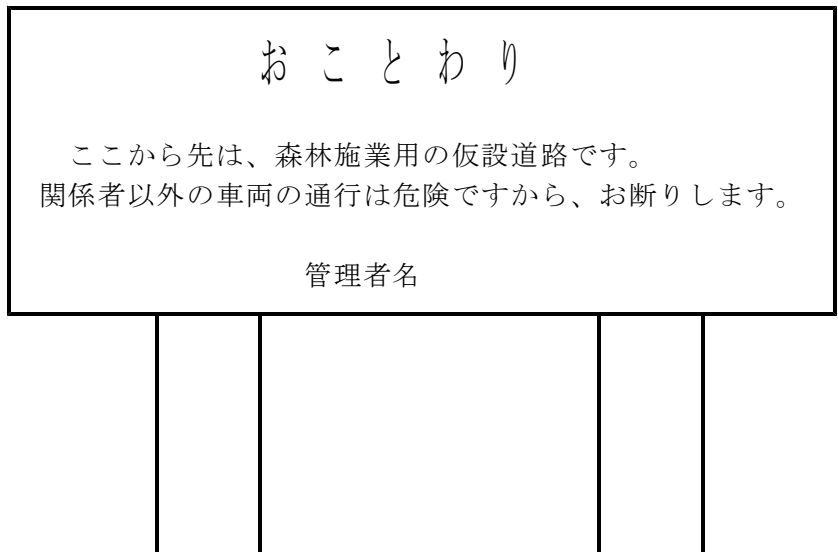 おことわり
ここから先は、森林施業用の仮設道路です。
関係者以外の車両の通行は危険ですから、お断りします。
管理者名